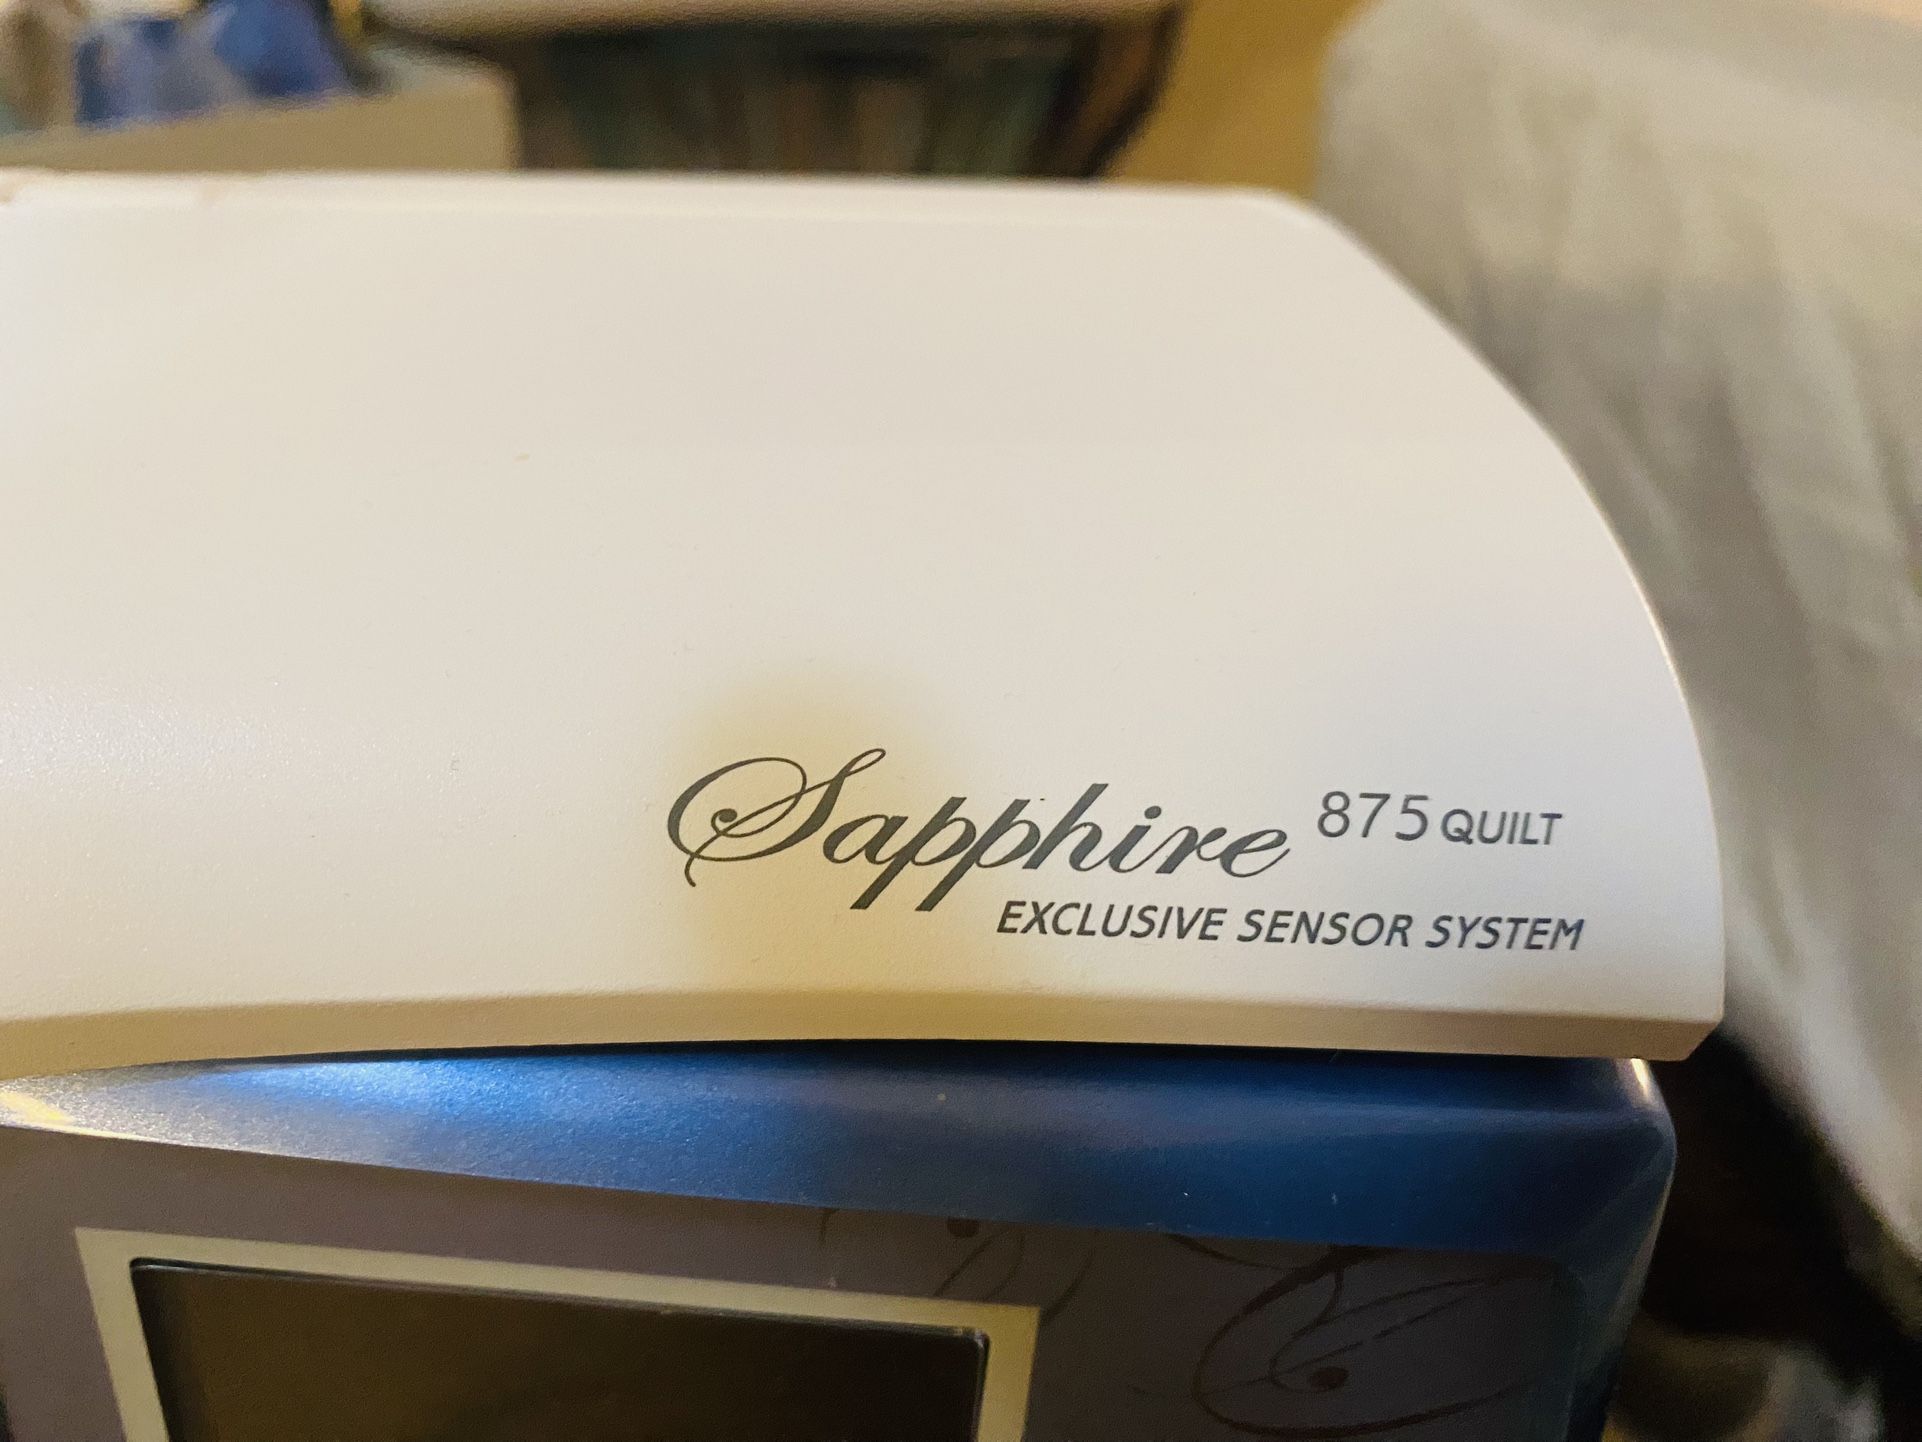 Sapphire 875 QUILT
EXCLUSIVE SENSOR SYSTEM